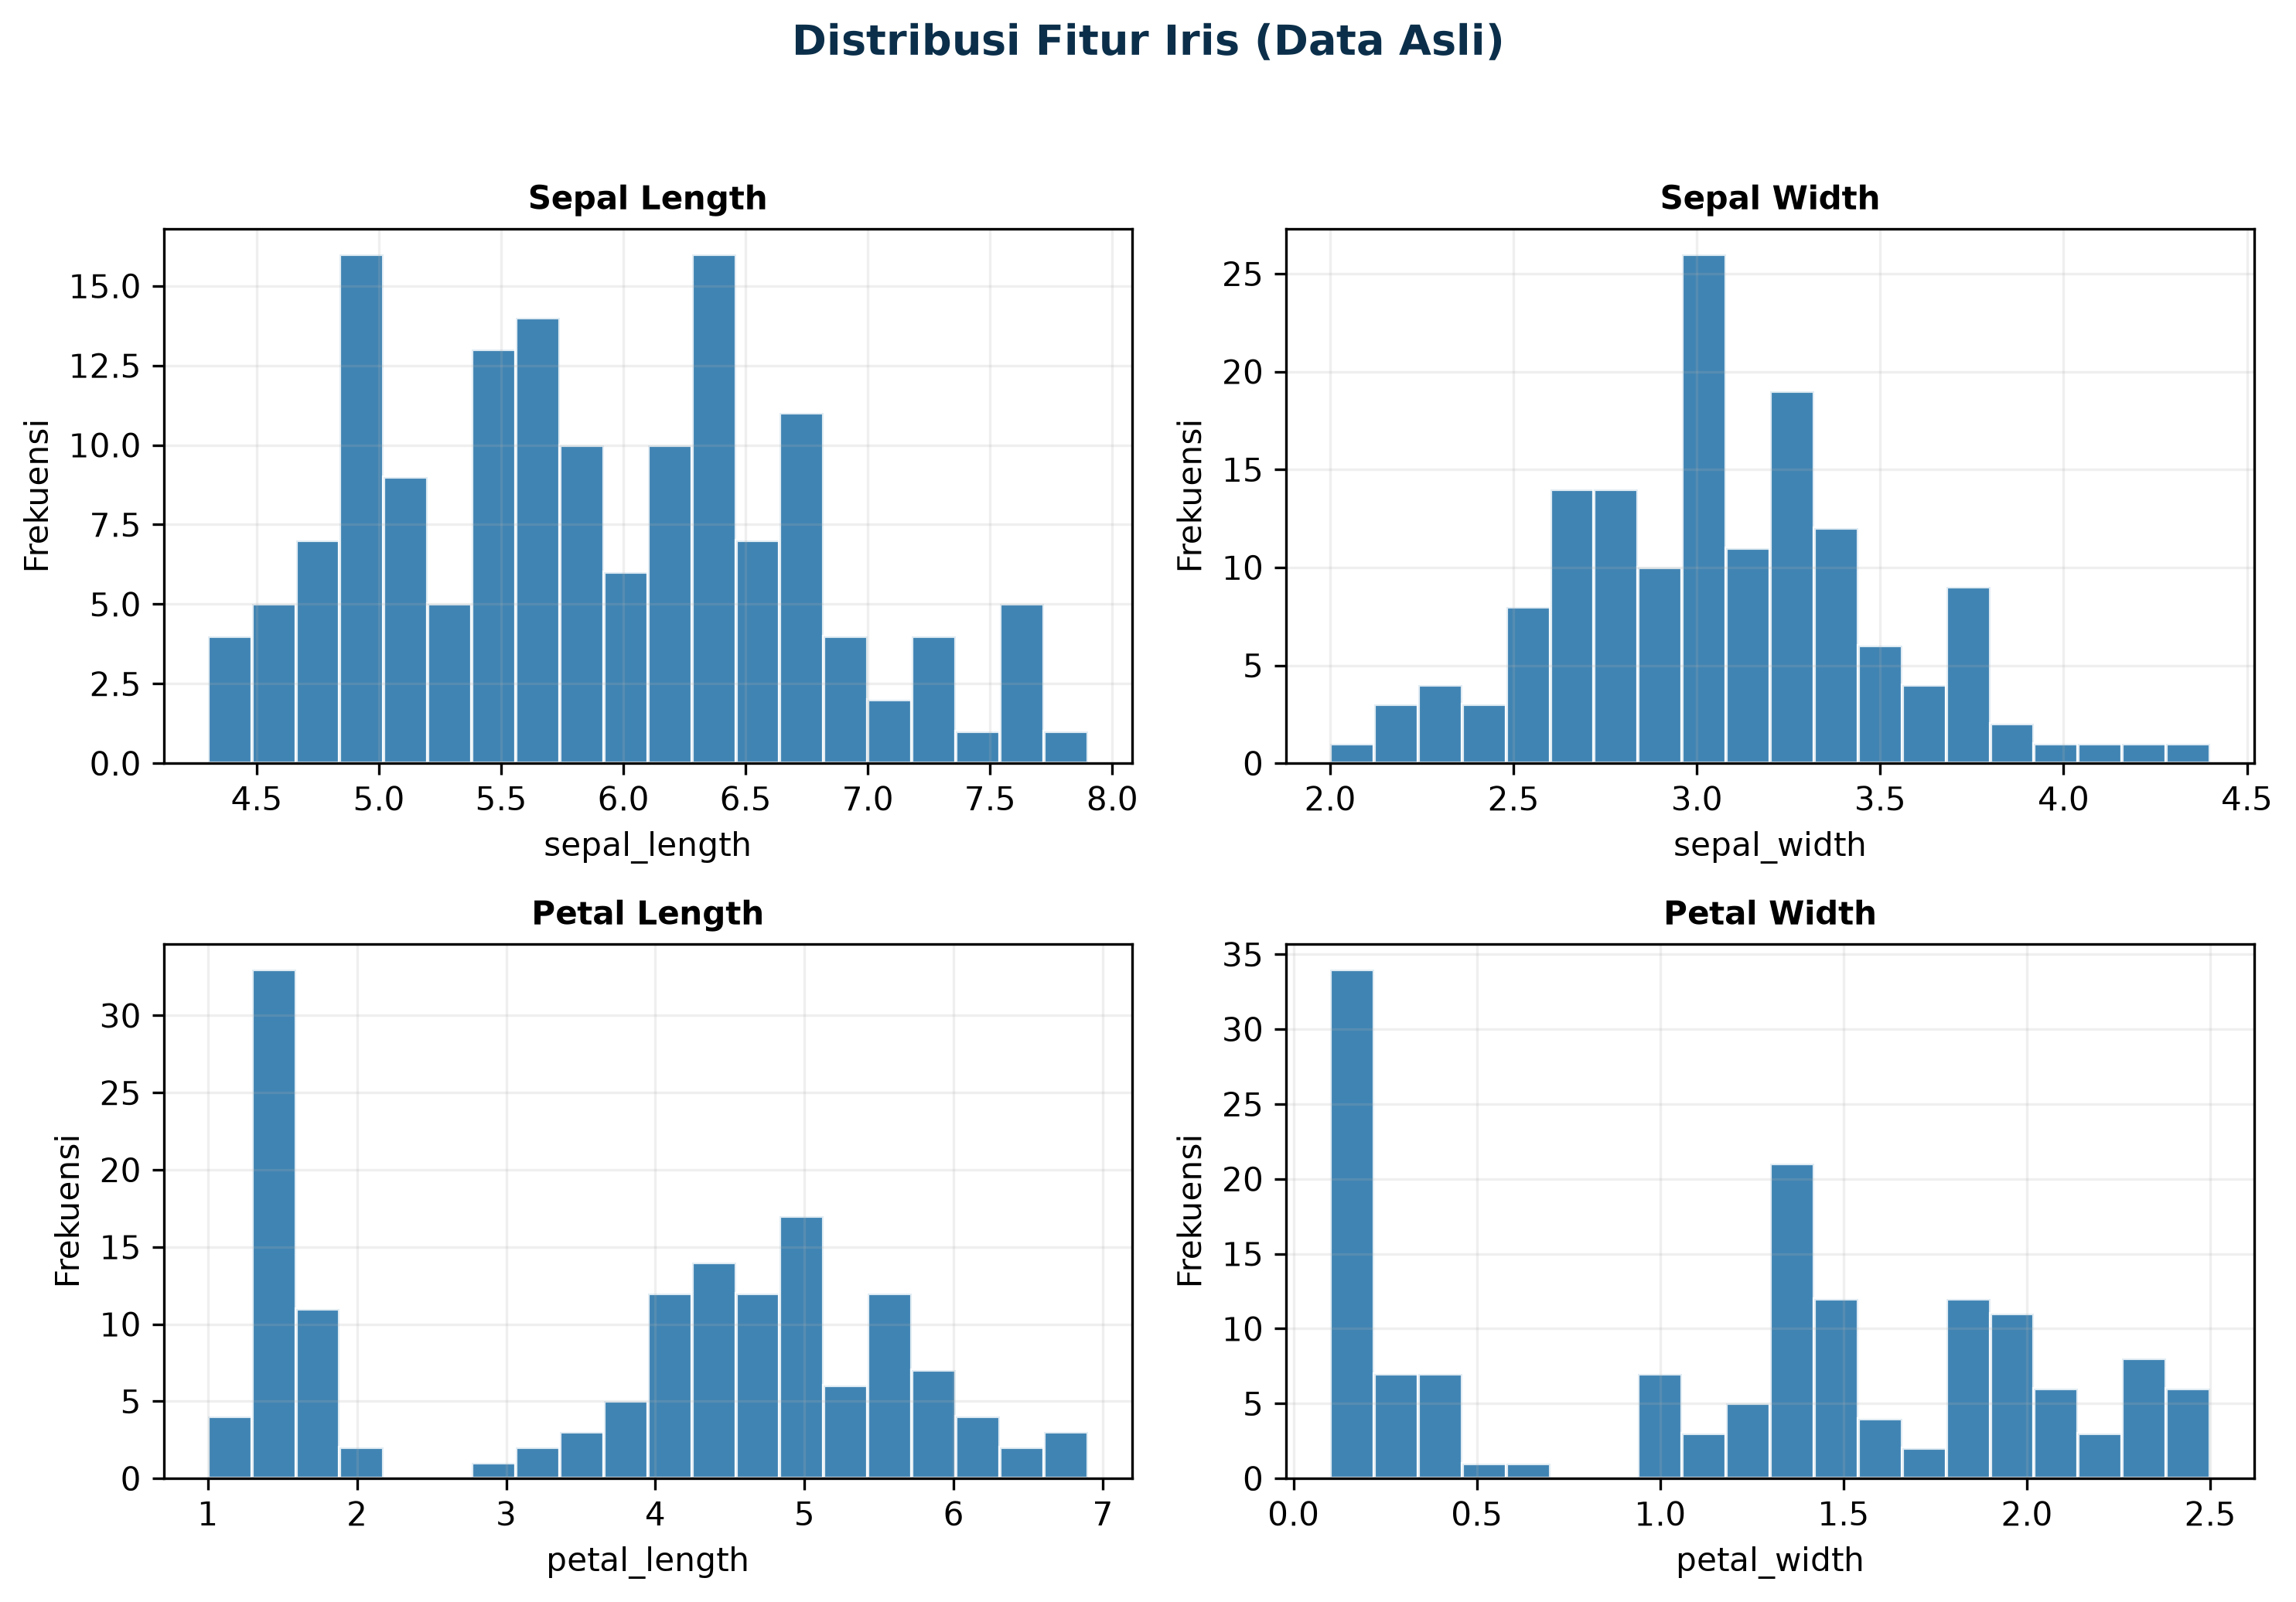 Distribusi Fitur Iris (Data Asli)
Sepal Length
Frekuensi
15.0
12.5
10.0
7.5
5.0
2.5
0.0
4.5 5.0 5.5 6.0 6.5 7.0 7.5 8.0
sepal_length
Sepal Width
Frekuensi
25
20
15
10
5
0
2.0 2.5 3.0 3.5 4.0 4.5
sepal_width
Petal Length
Frekuensi
30
25
20
15
10
5
0
1 2 3 4 5 6 7
petal_length
Petal Width
Frekuensi
35
30
25
20
15
10
5
0
0.0 0.5 1.0 1.5 2.0 2.5
petal_width